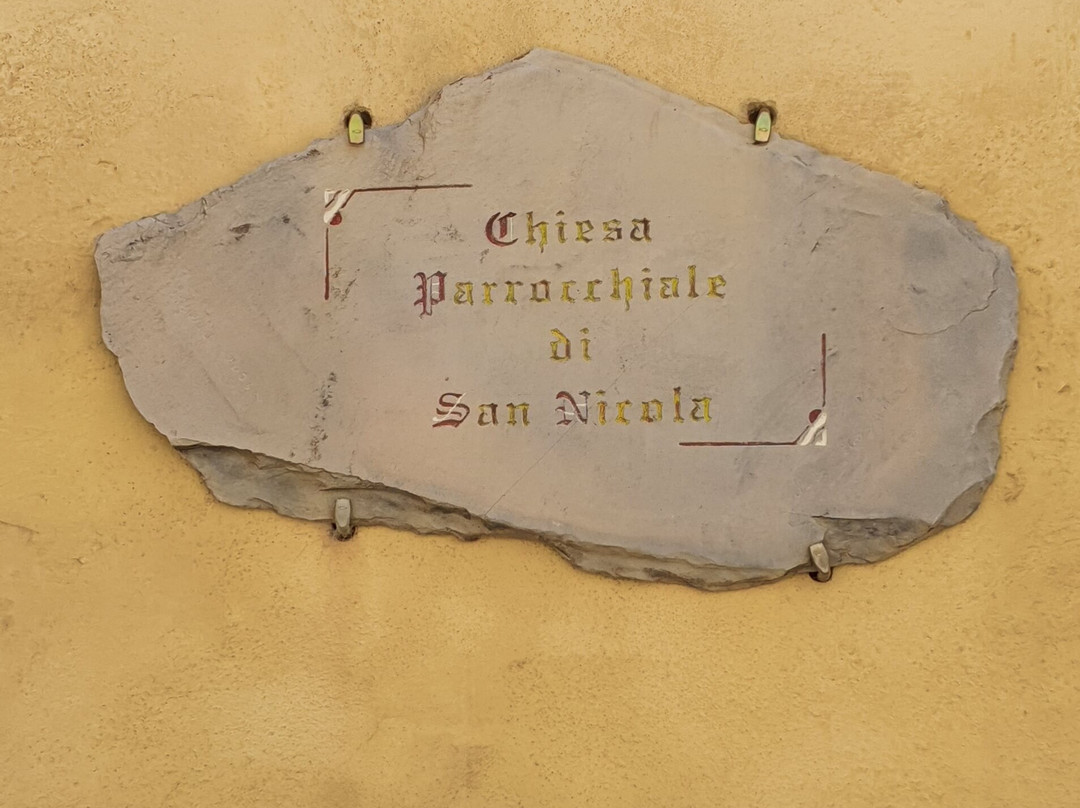 Chiesa
Parrocchiale
di
San Nicola